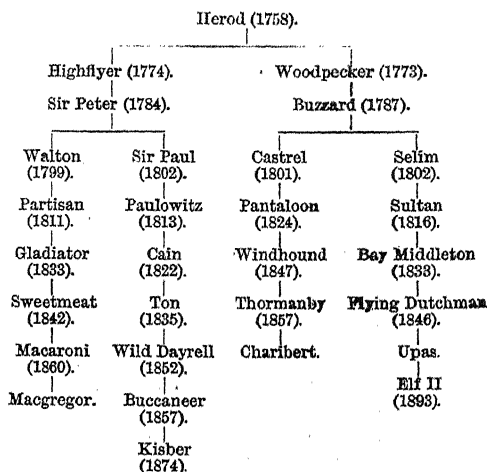 Herod (1758).
Highflyer (1774). Woodpecker (1773).
Sir Peter (1784). Buzzard (1787).
Walton Sir Paul Castrel Selim
(1799). (1802). (1801). (1802).
Partisan Paulowitz Pantaloon Sultan
(1811). (1813). (1824). (1816).
Gladiator Cain Windhound Bay Middleton
(1833). (1822). (1847). (1833).
Sweetmeat Ton Thormanby Flying Dutchman
(1842). (1835). (1857). (1846).
Macaroni Wild Dayrell Charibert. Upas.
(1860). (1852).
Macgregor. Buccaneer Elf II
(1857). (1893).
Kisber
(1874).